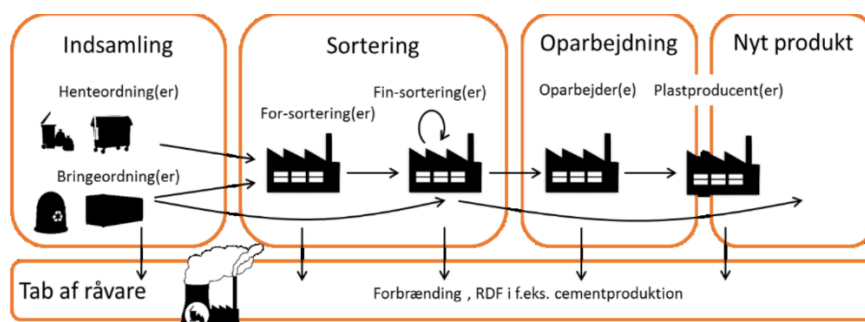 Indsamling
Sortering
Oparbejdning
Nyt produkt
Henteordning(er)
Bringeordning(er)
For-sortering(er)
Fin-sortering(er)
Oparbejder(e)
Plastproducent(er)
Tab af råvare
Forbrænding , RDF i f.eks. cementproduktion